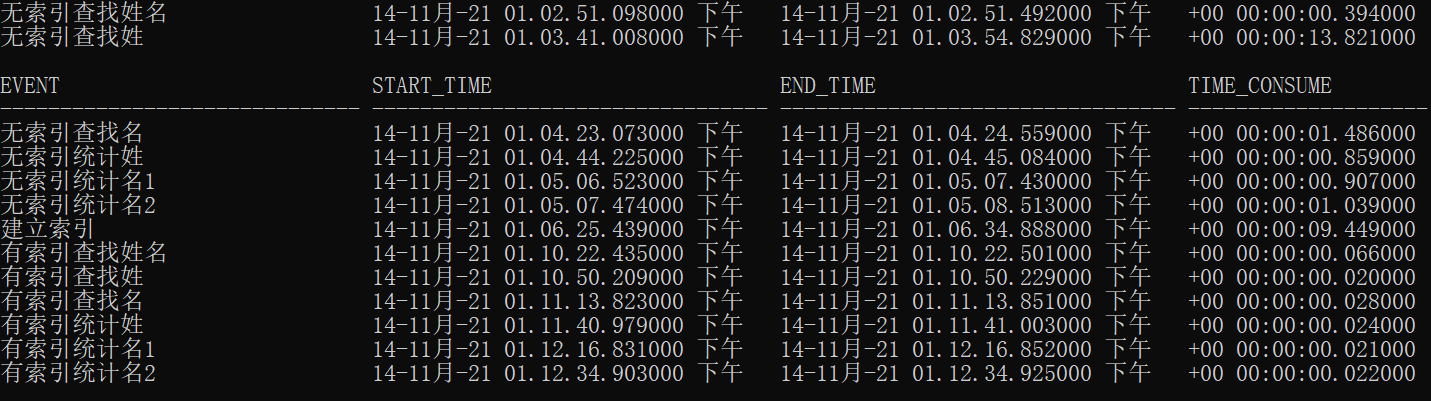 无索引查找姓名 14-11月-21 01.02.51.098000 下午 14-11月-21 01.02.51.492000 下午 +00 00:00:00.394000
无索引查找姓 14-11月-21 01.03.41.008000 下午 14-11月-21 01.03.54.829000 下午 +00 00:00:13.821000
EVENT START_TIME END_TIME TIME_CONSUME
------------------------------ --------------------------------- --------------------------------- --------------------
无索引查找名 14-11月-21 01.04.23.073000 下午 14-11月-21 01.04.24.559000 下午 +00 00:00:01.486000
无索引统计姓 14-11月-21 01.04.44.225000 下午 14-11月-21 01.04.45.084000 下午 +00 00:00:00.859000
无索引统计名1 14-11月-21 01.05.06.523000 下午 14-11月-21 01.05.07.430000 下午 +00 00:00:00.907000
无索引统计名2 14-11月-21 01.05.07.474000 下午 14-11月-21 01.05.08.513000 下午 +00 00:00:01.039000
建立索引 14-11月-21 01.06.25.439000 下午 14-11月-21 01.06.34.888000 下午 +00 00:00:09.449000
有索引查找姓名 14-11月-21 01.10.22.435000 下午 14-11月-21 01.10.22.501000 下午 +00 00:00:00.066000
有索引查找姓 14-11月-21 01.10.50.209000 下午 14-11月-21 01.10.50.229000 下午 +00 00:00:00.020000
有索引查找名 14-11月-21 01.11.13.823000 下午 14-11月-21 01.11.13.851000 下午 +00 00:00:00.028000
有索引统计姓 14-11月-21 01.11.40.979000 下午 14-11月-21 01.11.41.003000 下午 +00 00:00:00.024000
有索引统计名1 14-11月-21 01.12.16.831000 下午 14-11月-21 01.12.16.852000 下午 +00 00:00:00.021000
有索引统计名2 14-11月-21 01.12.34.903000 下午 14-11月-21 01.12.34.925000 下午 +00 00:00:00.022000